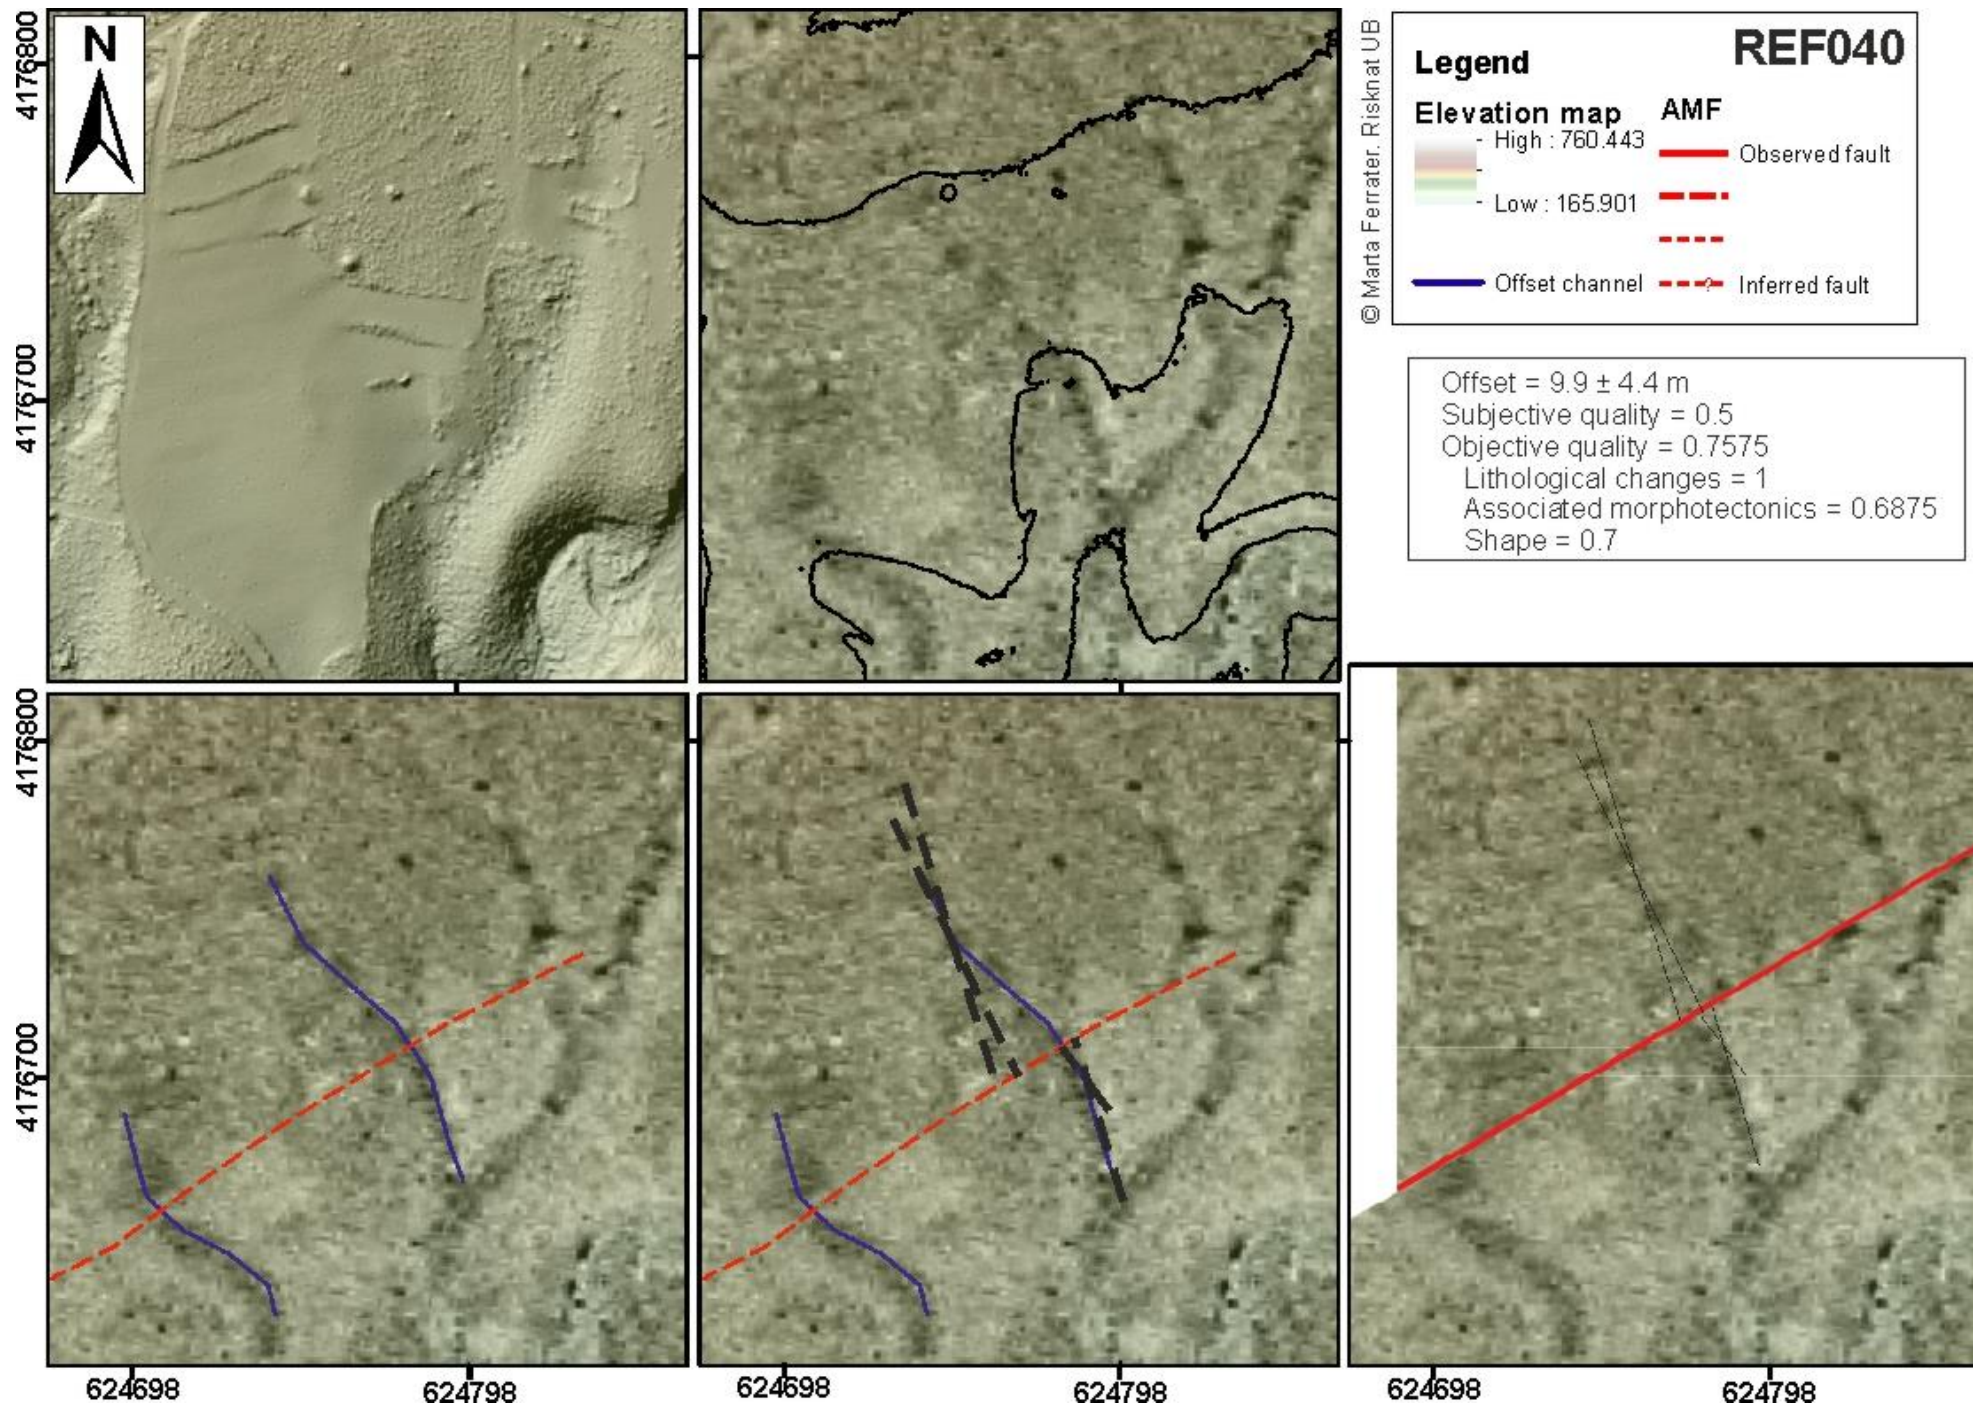 4176800
N
4176700
© Marta Ferrater. Risknat UB
REF040
Legend
Elevation map
High : 760.443
Low : 165.901
AMF
Observed fault
Offset channel
Inferred fault
Offset = 9.9 ± 4.4 m
Subjective quality = 0.5
Objective quality = 0.7575
Lithological changes = 1
Associated morphotectonics = 0.6875
Shape = 0.7
4176800
4176700
624698
624798
624698
624798
624698
624798